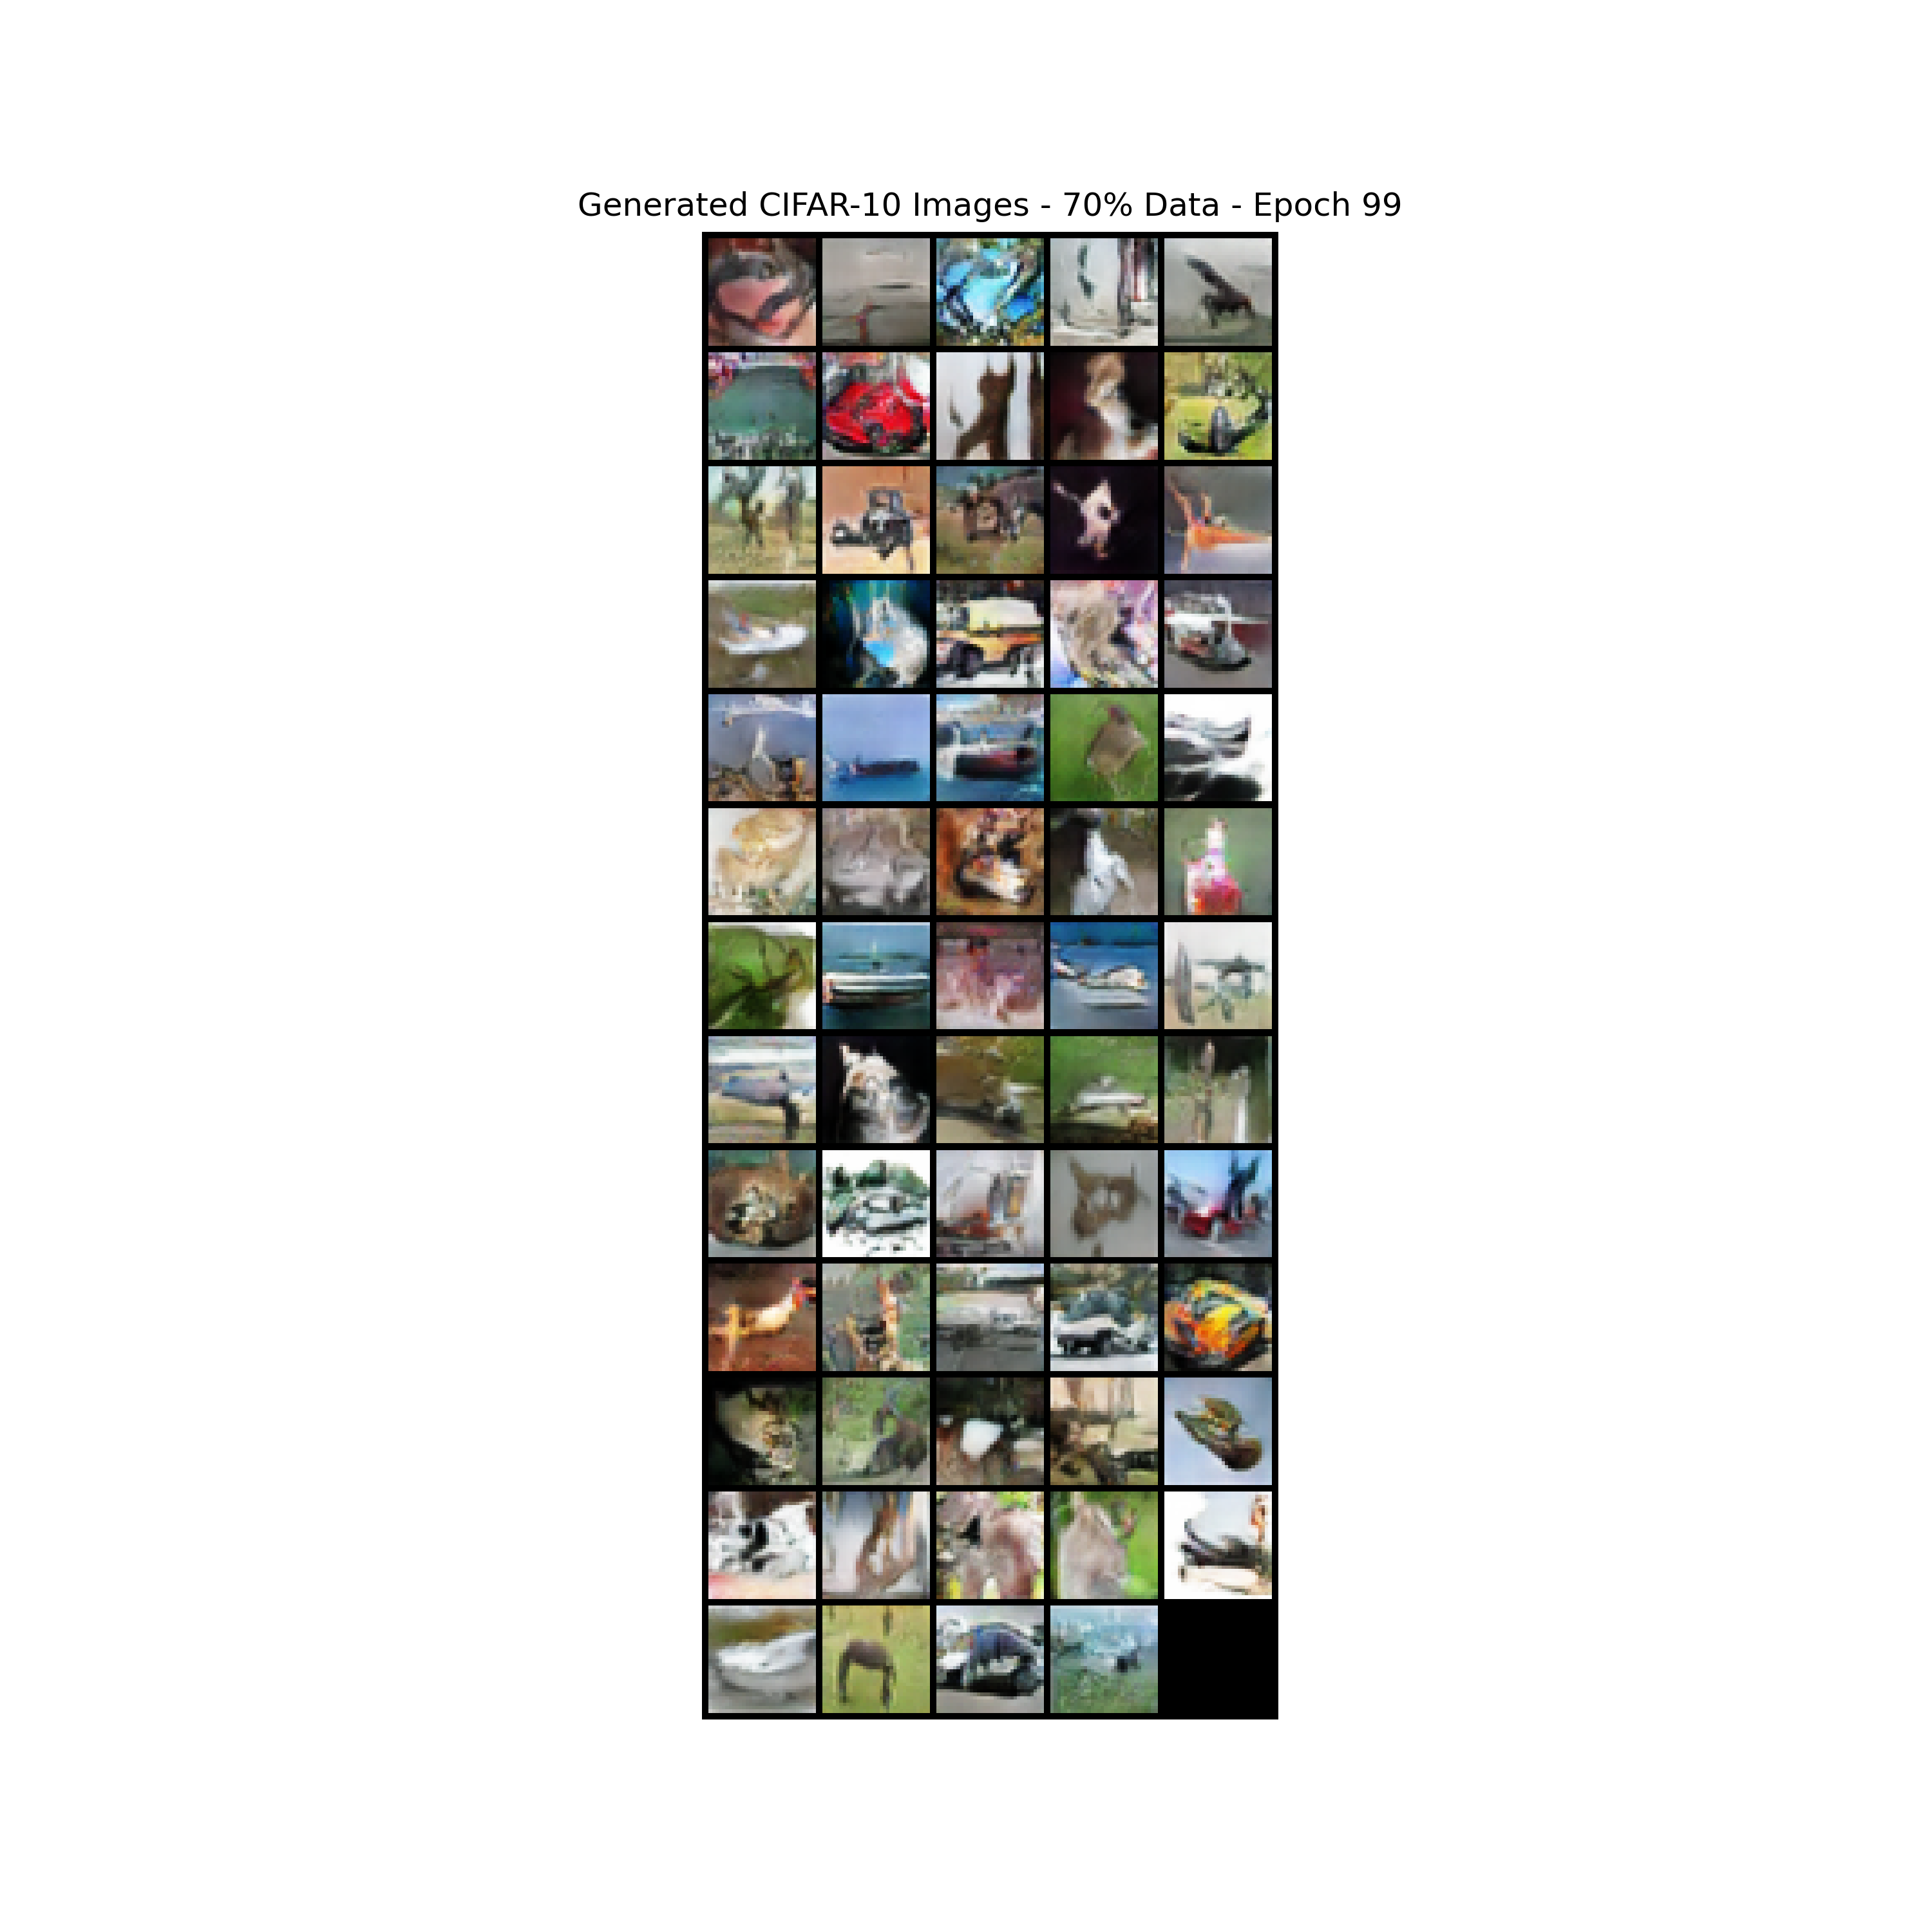 Generated CIFAR-10 Images - 70% Data - Epoch 99